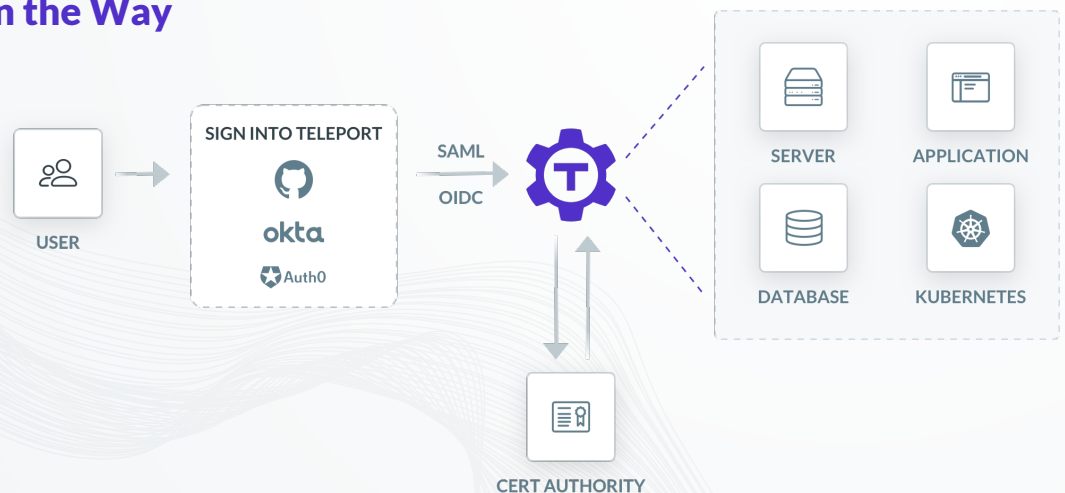 n the Way
USER
SIGN INTO TELEPORT
okta
Auth0
SAML
OIDC
T
CERT AUTHORITY
SERVER
APPLICATION
DATABASE
KUBERNETES